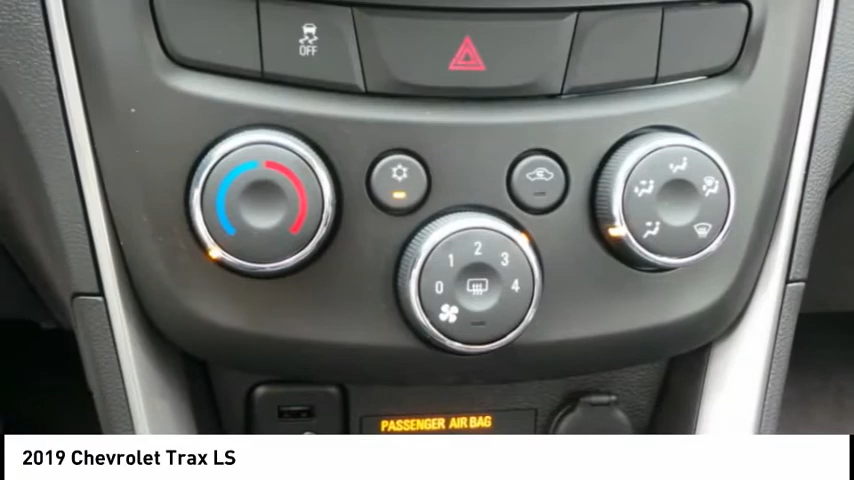 OFF
0 1 2 3 4
PASSENGER AIR BAG
2019 Chevrolet Trax LS